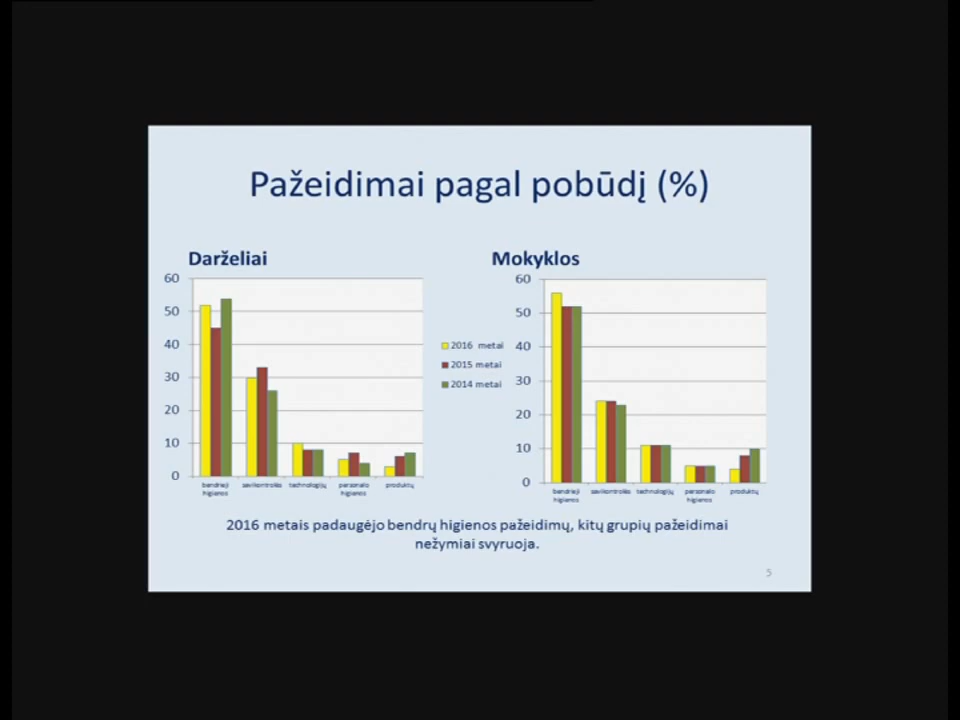 Pažeidimai pagal pobūdį (%)
Darželiai
60
50
40
30
20
10
0
bendrieji
higienos
savikontrolės
technologijų
personalo
higienos
produktų
2016 metai
2015 metai
2014 metai
Mokyklos
60
50
40
30
20
10
0
bendrieji
higienos
savikontrolės
technologijų
personalo
higienos
produktų
2016 metais padaugėjo bendrų higienos pažeidimų, kitų grupių pažeidimai
nežymiai svyruoja.
5